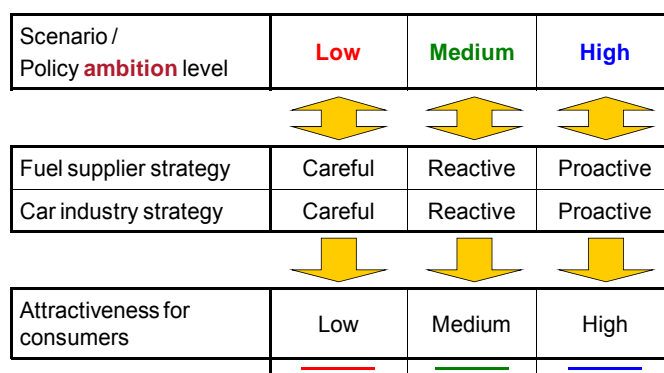 Scenario /
Policy ambition level
Low
Medium
High
Fuel supplier strategy
Careful
Reactive
Proactive
Car industry strategy
Careful
Reactive
Proactive
Attractiveness for
consumers
Low
Medium
High